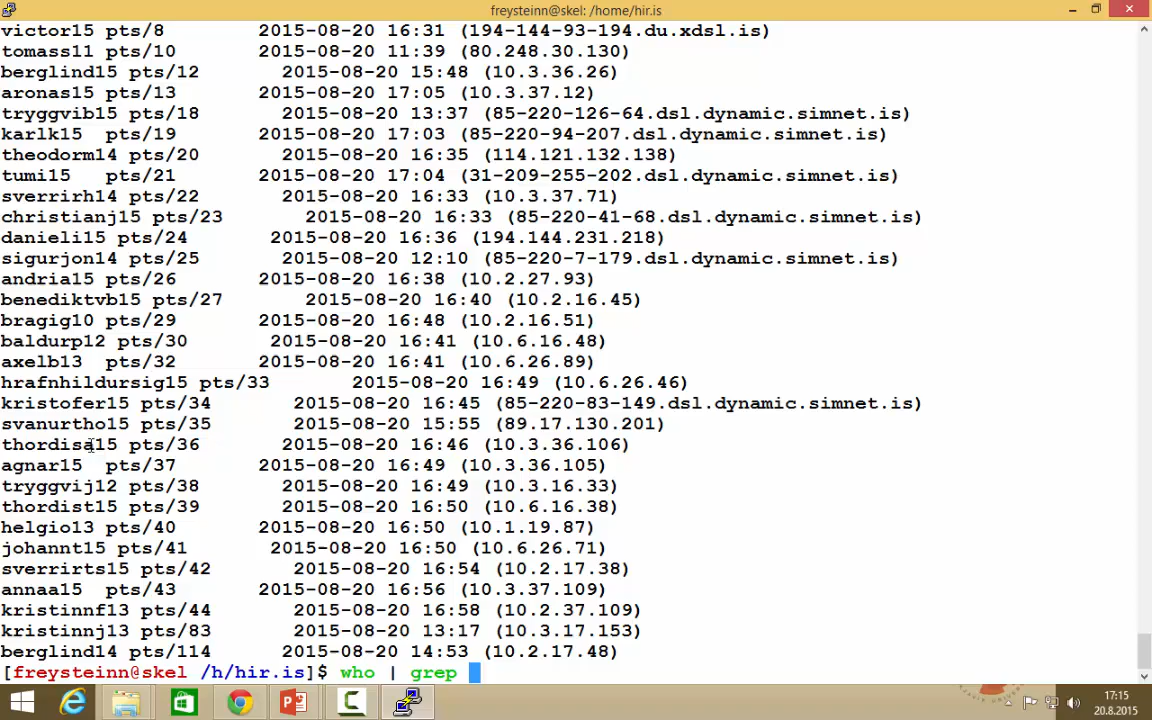 freysteinn@skel: /home/hir.is
victor15 pts/8        2015-08-20 16:31 (194-144-93-194.du.xdsl.is)
tomass11 pts/10       2015-08-20 11:39 (80.248.30.130)
berglind15 pts/12       2015-08-20 15:48 (10.3.36.26)
aronas15 pts/13       2015-08-20 17:05 (10.3.37.12)
tryggvib15 pts/18       2015-08-20 13:37 (85-220-126-64.dsl.dynamic.simnet.is)
karlk15  pts/19       2015-08-20 17:03 (85-220-94-207.dsl.dynamic.simnet.is)
theodorm14 pts/20       2015-08-20 16:35 (114.121.132.138)
tumi15   pts/21       2015-08-20 17:04 (31-209-255-202.dsl.dynamic.simnet.is)
sverrirh14 pts/22       2015-08-20 16:33 (10.3.37.71)
christianj15 pts/23       2015-08-20 16:33 (85-220-41-68.dsl.dynamic.simnet.is)
danieli15 pts/24       2015-08-20 16:36 (194.144.231.218)
sigurjon14 pts/25       2015-08-20 12:10 (85-220-7-179.dsl.dynamic.simnet.is)
andria15 pts/26       2015-08-20 16:38 (10.2.27.93)
benediktvb15 pts/27       2015-08-20 16:40 (10.2.16.45)
bragig10 pts/29       2015-08-20 16:48 (10.2.16.51)
baldurp12 pts/30       2015-08-20 16:41 (10.6.16.48)
axelb13  pts/32       2015-08-20 16:41 (10.6.26.89)
hrafnhildursig15 pts/33       2015-08-20 16:49 (10.6.26.46)
kristofer15 pts/34       2015-08-20 16:45 (85-220-83-149.dsl.dynamic.simnet.is)
svanurtho15 pts/35       2015-08-20 15:55 (89.17.130.201)
thordisa15 pts/36       2015-08-20 16:46 (10.3.36.106)
agnar15  pts/37       2015-08-20 16:49 (10.3.36.105)
tryggvij12 pts/38       2015-08-20 16:49 (10.3.16.33)
thordist15 pts/39       2015-08-20 16:50 (10.6.16.38)
helgio13 pts/40       2015-08-20 16:50 (10.1.19.87)
johannt15 pts/41       2015-08-20 16:50 (10.6.26.71)
sverrirts15 pts/42       2015-08-20 16:54 (10.2.17.38)
annaa15  pts/43       2015-08-20 16:56 (10.3.37.109)
kristinnf13 pts/44       2015-08-20 16:58 (10.2.37.109)
kristinnj13 pts/83       2015-08-20 13:17 (10.3.17.153)
berglind14 pts/114      2015-08-20 14:53 (10.2.17.48)
[freysteinn@skel /h/hir.is]$ who | grep
17:15
20.8.2015